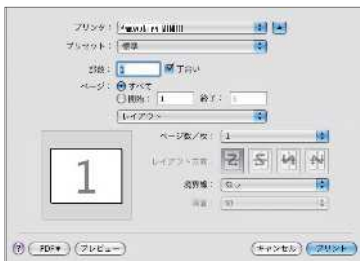 プリンタ：
プリセット： 標準
部数： 1 丁合い
ページ： すべて
開始： 1 終了： 1
レイアウト
ページ数/枚： 1
レイアウト方向：
境界線： なし
1
? PDF▼ プレビュー キャンセル プリント